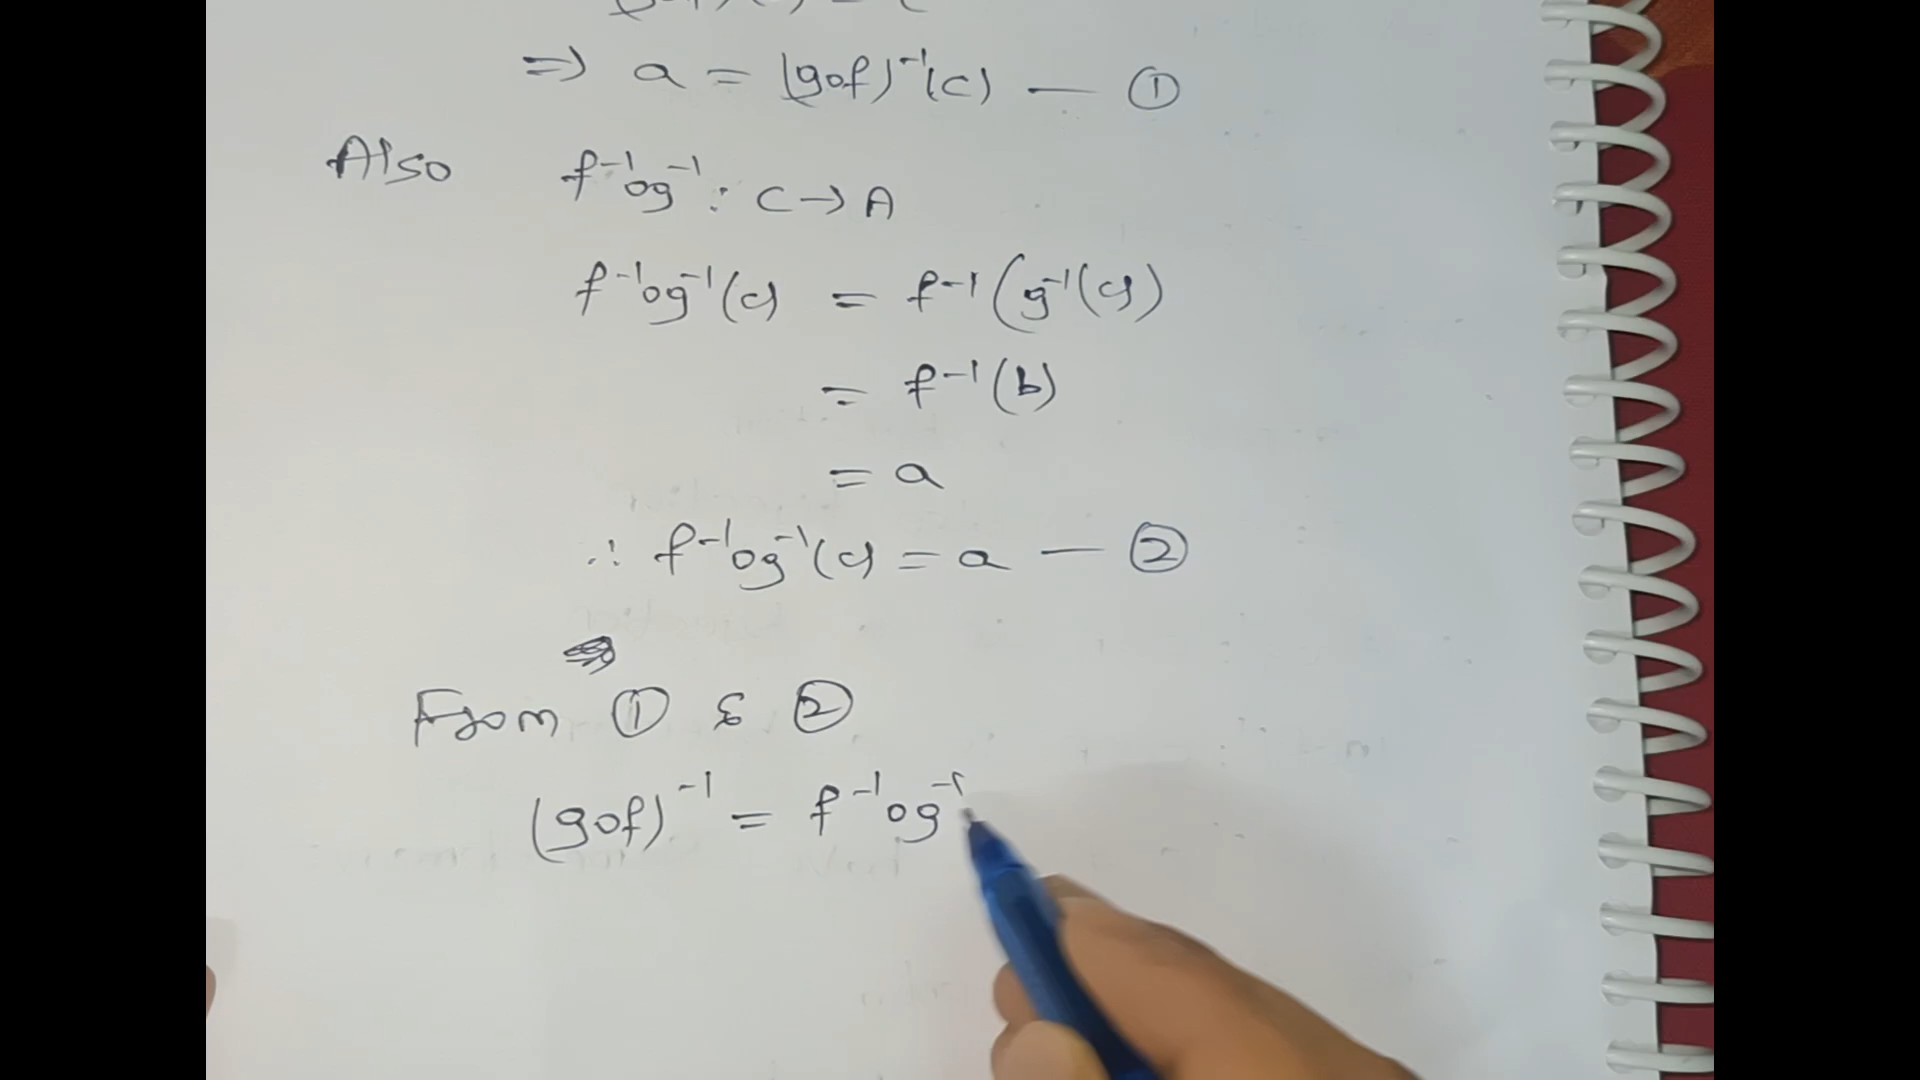 ⇒ a = (gof)⁻¹(c) — ①
Also f⁻¹og⁻¹ : C → A
f⁻¹og⁻¹(c) = f⁻¹(g⁻¹(c))
= f⁻¹(b)
= a
∴ f⁻¹og⁻¹(c) = a — ②
From ① & ②
(gof)⁻¹ = f⁻¹og⁻¹